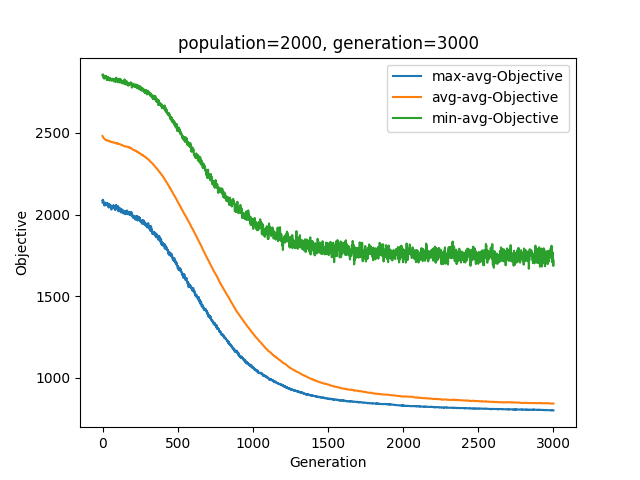 population=2000, generation=3000
max-avg-Objective
avg-avg-Objective
min-avg-Objective
2500
2000
1500
1000
Objective
0
500
1000
1500
2000
2500
3000
Generation